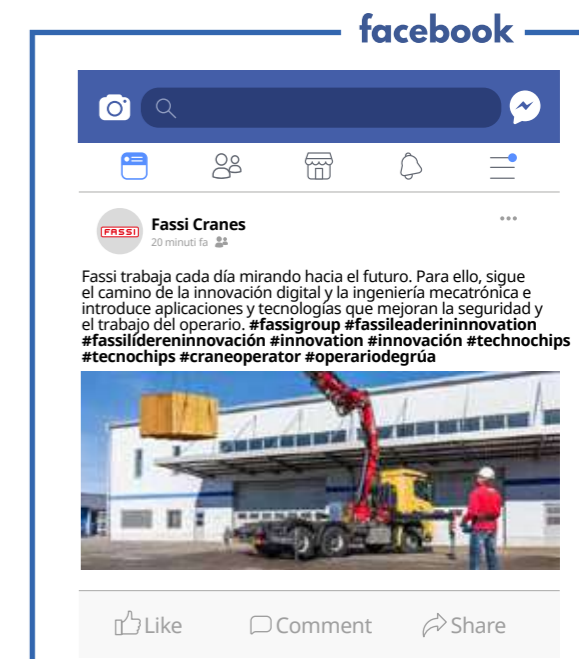 facebook
FASSI
Fassi Cranes
20 minuti fa
Fassi trabaja cada día mirando hacia el futuro. Para ello, sigue
el camino de la innovación digital y la ingeniería mecatrónica e
introduce aplicaciones y tecnologías que mejoran la seguridad y
el trabajo del operario. #fassigroup #fassileaderininnovation
#fassilídereninnovación #innovation #innovación #technochips
#tecnochips #craneoperator #operariodegrúa
Like Comment Share